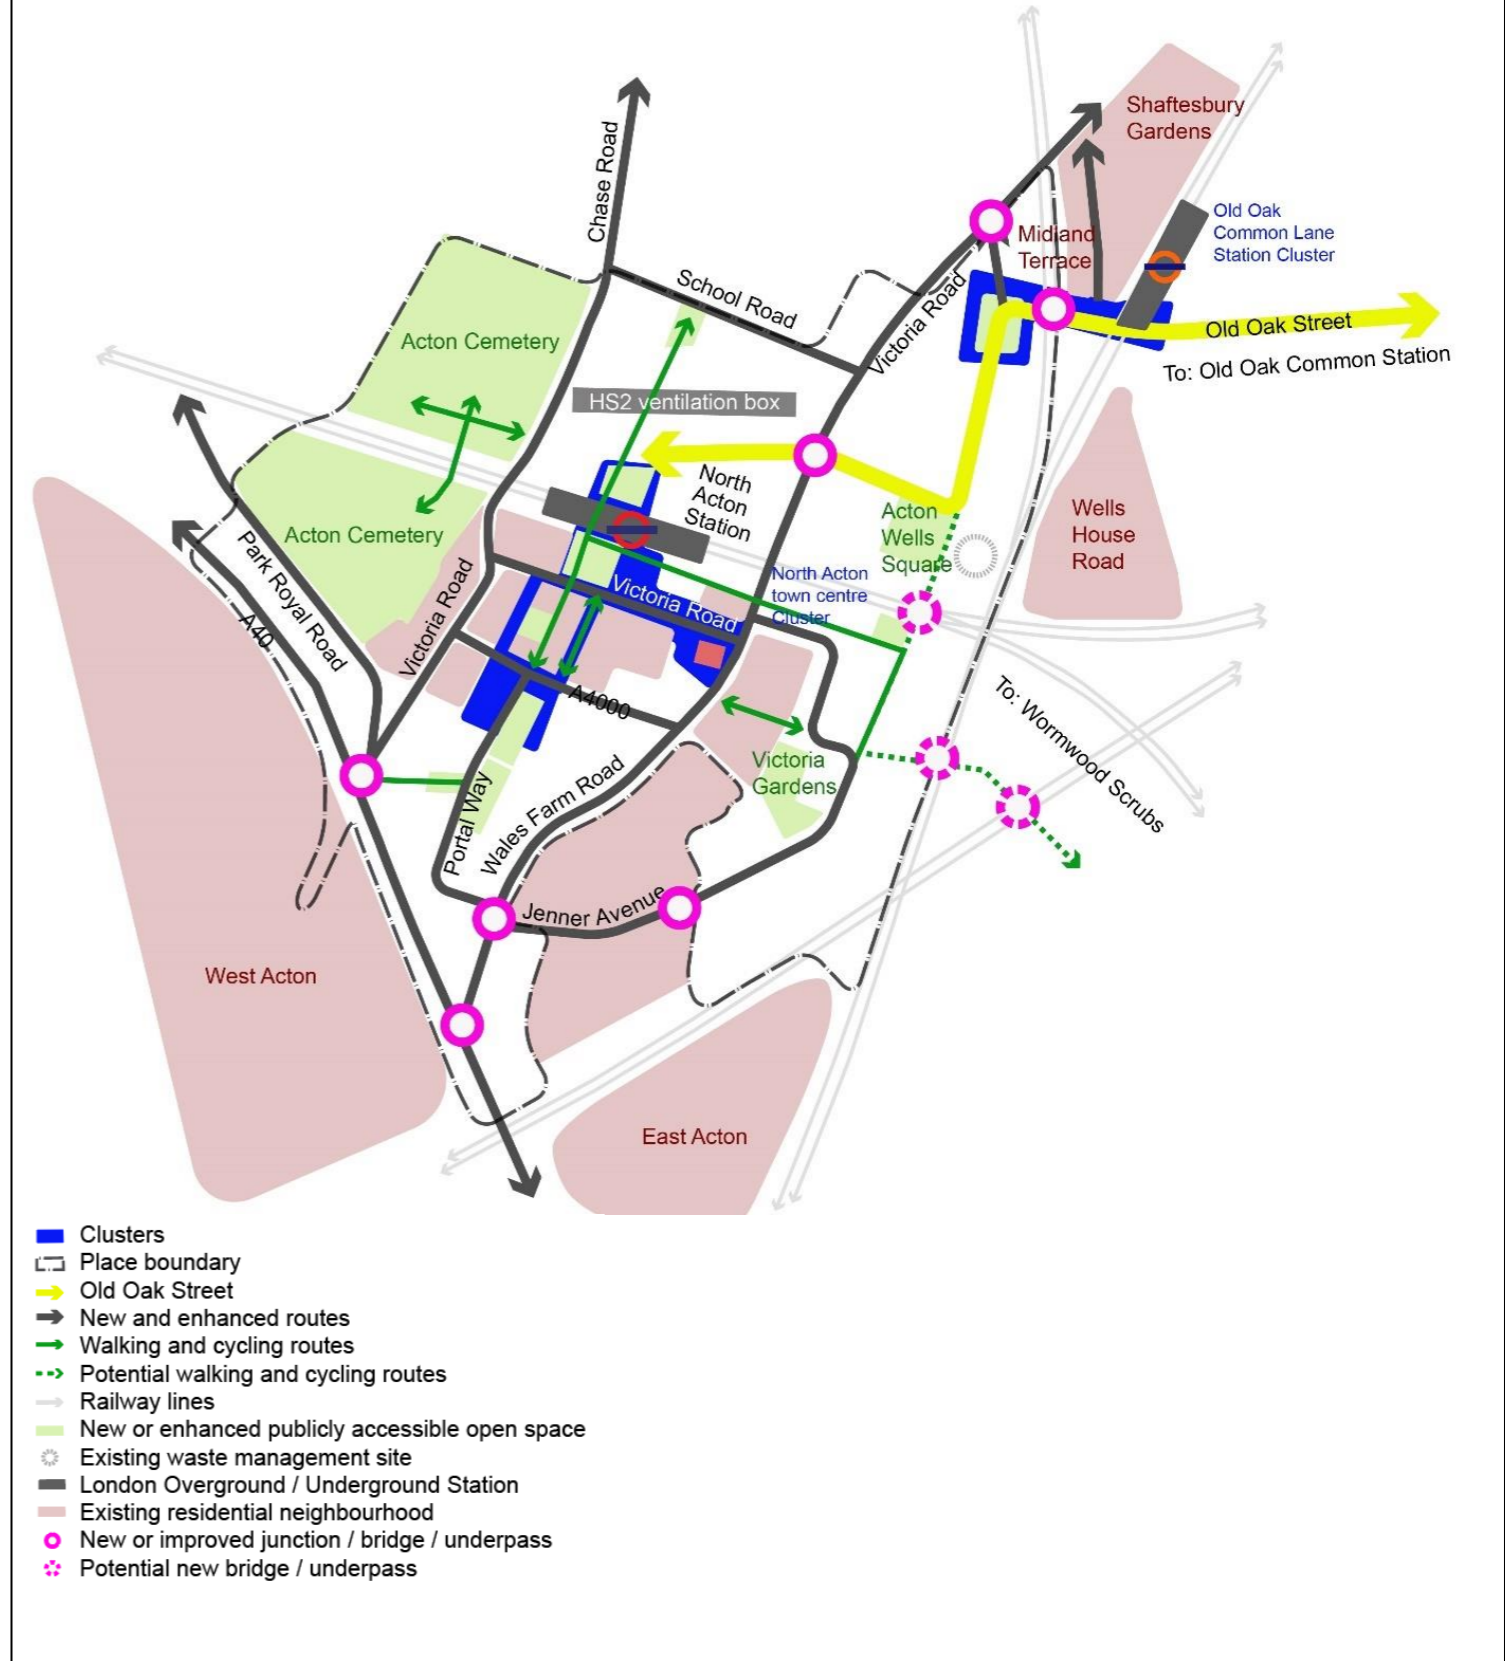 Chase Road
Shaftesbury
Gardens
Old Oak
Common Lane
Station Cluster
Midland
Terrace
School Road
Victoria Road
Old Oak Street
To: Old Oak Common Station
Acton Cemetery
HS2 ventilation box
North
Acton
Station
Acton
Wells
Square
Wells
House
Road
Acton Cemetery
Park Royal Road
A40
Victoria Road
Victoria Road
North Acton
town centre
Cluster
A4000
To: Wormwood Scrubs
Victoria
Gardens
Portal Way
Wales Farm Road
Jenner Avenue
West Acton
East Acton
Clusters
Place boundary
Old Oak Street
New and enhanced routes
Walking and cycling routes
Potential walking and cycling routes
Railway lines
New or enhanced publicly accessible open space
Existing waste management site
London Overground / Underground Station
Existing residential neighbourhood
New or improved junction / bridge / underpass
Potential new bridge / underpass